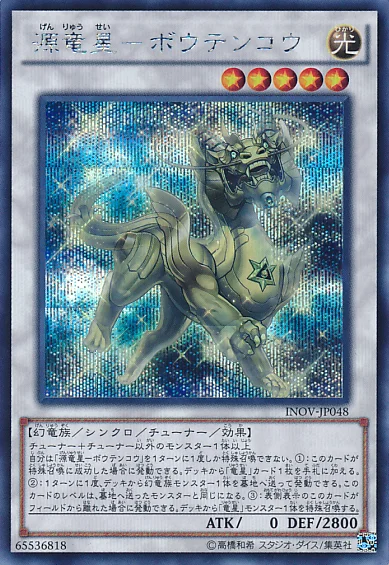 げん りゅう せい
源竜星－ボウテンコウ
ひかり
光
INOV-JP048
【幻竜族／シンクロ／チューナー／効果】
チューナー＋チューナー以外のモンスター1体以上
自分は「源竜星－ボウテンコウ」を1ターンに1度しか特殊召喚できない。①：このカードが
特殊召喚に成功した場合に発動できる。デッキから「竜星」カード1枚を手札に加える。
②：1ターンに1度、デッキから幻竜族モンスター1体を墓地へ送って発動できる。こ
のカードのレベルは、墓地へ送ったモンスターと同じになる。③：表側表示のこのカードが
フィールドから離れた場合に発動できる。デッキから「竜星」モンスター1体を特殊召喚する。
ATK/ 0 DEF/2800
65536818
©高橋和希 スタジオ・ダイス/集英社